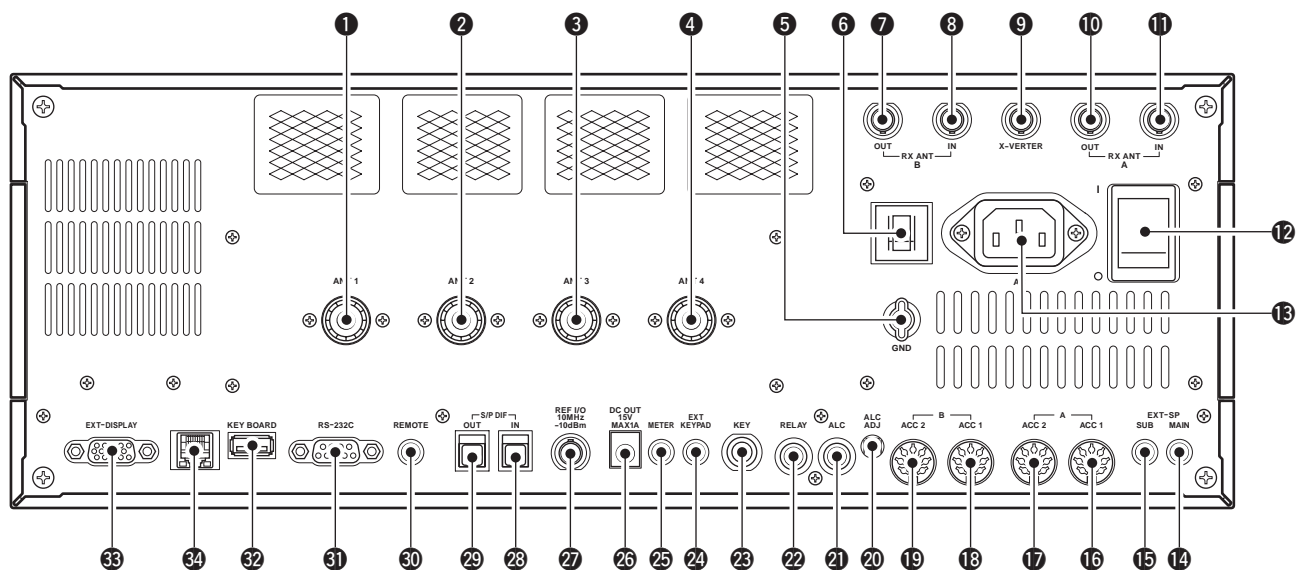 1 2 3 4 5 6 7 8 9 10 11
OUT IN X-VERTER OUT IN
RX ANT B RX ANT A
I
12
ANT 1 ANT 2 ANT 3 ANT 4
13
GND
EXT-DISPLAY
KEY BOARD
RS-232C
REMOTE
S/P DIF
OUT IN
REF I/O
10MHz
-10dBm
DC OUT
15V
MAX1A
METER
EXT
KEYPAD
KEY
RELAY
ALC
ALC
ADJ
B
ACC 2 ACC 1
A
ACC 2 ACC 1
EXT-SP
SUB MAIN
33 34 32 31 30 29 28 27 26 25 24 23 22 21 20 19 18 17 16 15 14